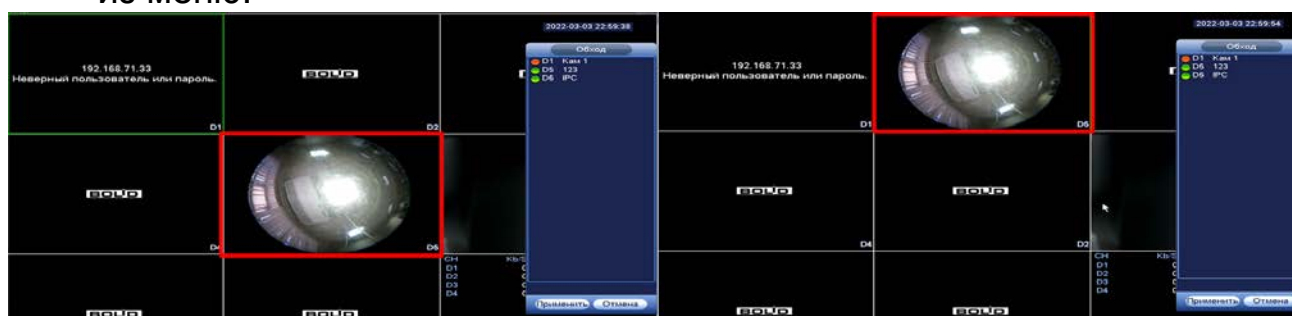 из меню.
2022-03-03 22:59:38
Обход
D1 Кам 1
D5 123
D6 IPC
192.168.71.33
Неверный пользователь или пароль.
D1
BOLID
D2
BOLID
D4
D5
CH
D1
D2
D3
D4
Применить Отмена
BOLID
BOLID
2022-03-03 22:59:54
Обход
D1 Кам 1
D5 123
D6 IPC
192.168.71.33
Неверный пользователь или пароль.
D1
D5
BOLID
D4
BOLID
D2
CH
D1
D2
D3
D4
Применить Отмена
BOLID
BOLID